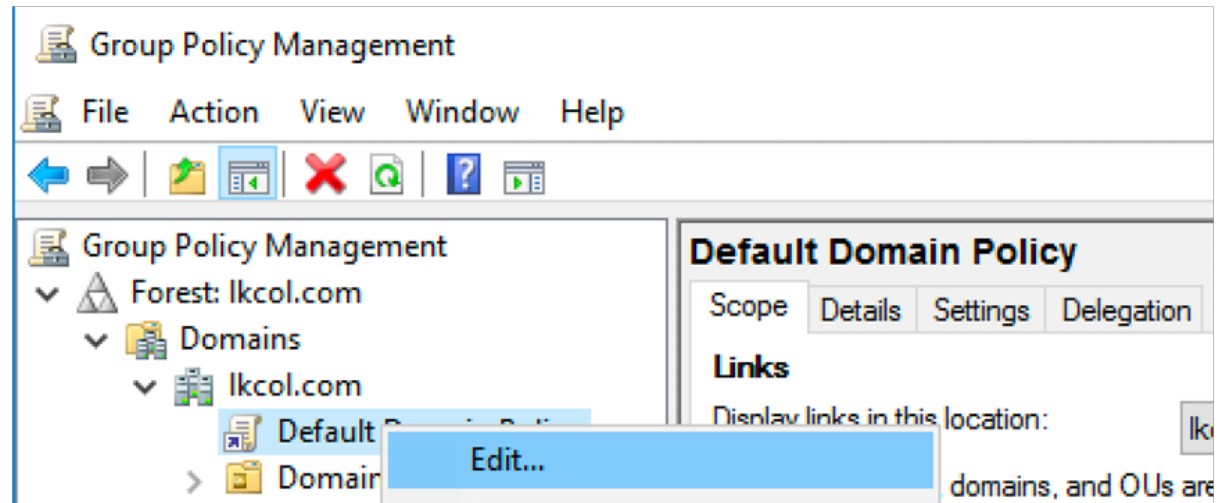 Group Policy Management
File Action View Window Help
Group Policy Management
Forest: lkcol.com
Domains
lkcol.com
Default
Domain
Edit...
Default Domain Policy
Scope Details Settings Delegation
Links
Display links in this location:
domains, and OUs are